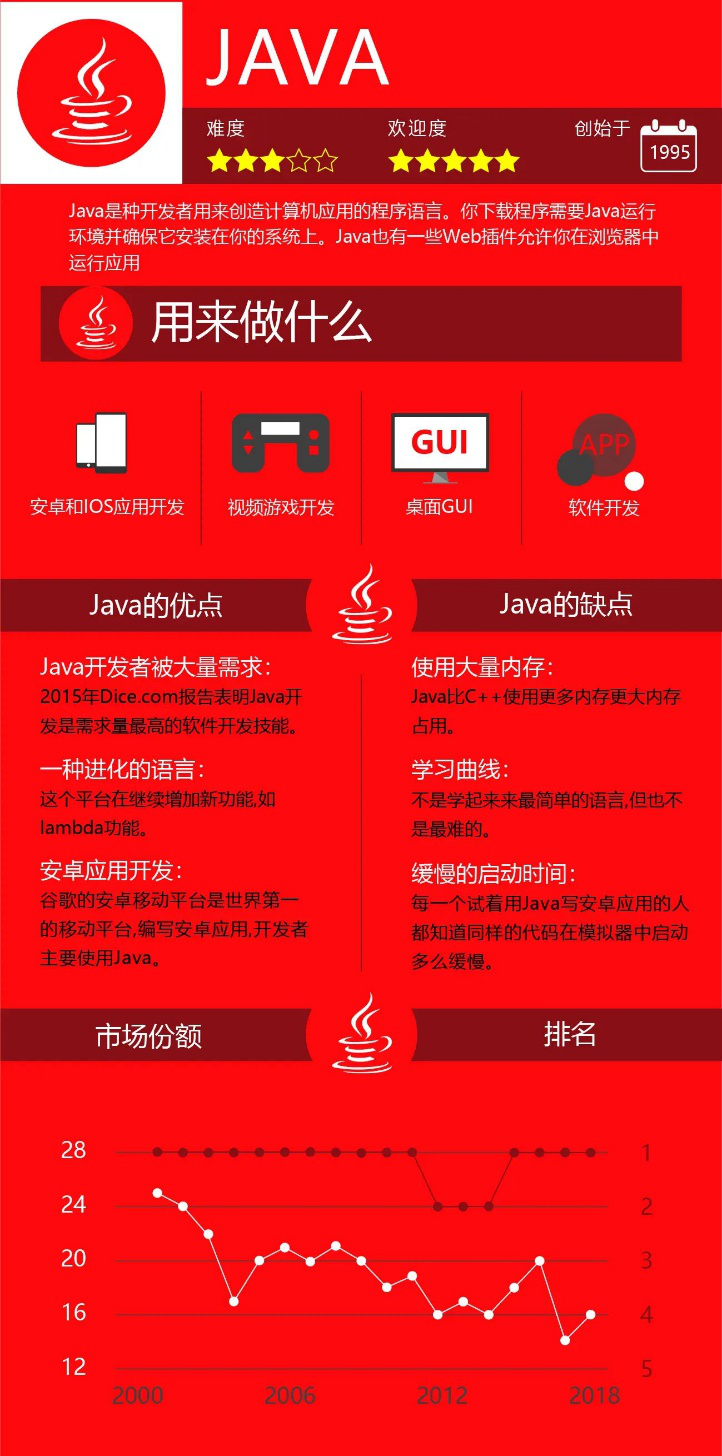 JAVA
难度
欢迎度
创始于
1995
Java是种开发者用来创造计算机应用的程序语言。你下载程序需要Java运行
环境并确保它安装在你的系统上。Java也有一些Web插件允许你在浏览器中
运行应用
用来做什么
GUI
APP
安卓和IOS应用开发
视频游戏开发
桌面GUI
软件开发
Java的优点
Java开发者被大量需求：
2015年Dice.com报告表明Java开
发是需求量最高的软件开发技能。
一种进化的语言：
这个平台在继续增加新功能,如
lambda功能。
安卓应用开发：
谷歌的安卓移动平台是世界第一
的移动平台,编写安卓应用,开发者
主要使用Java。
Java的缺点
使用大量内存：
Java比C++使用更多内存更大内存
占用。
学习曲线：
不是学起来来最简单的语言,但也不
是最难的。
缓慢的启动时间：
每一个试着用Java写安卓应用的人
都知道同样的代码在模拟器中启动
多么缓慢。
市场份额
排名
28
1
24
2
20
3
16
4
12
5
2000
2006
2012
2018